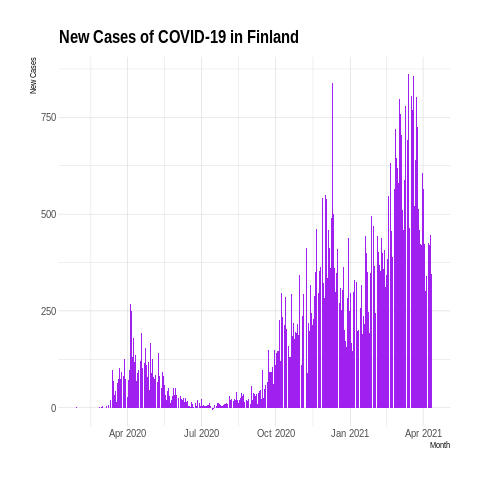 New Cases of COVID-19 in Finland
New Cases
750
500
250
0
Apr 2020 Jul 2020 Oct 2020 Jan 2021 Apr 2021
Month